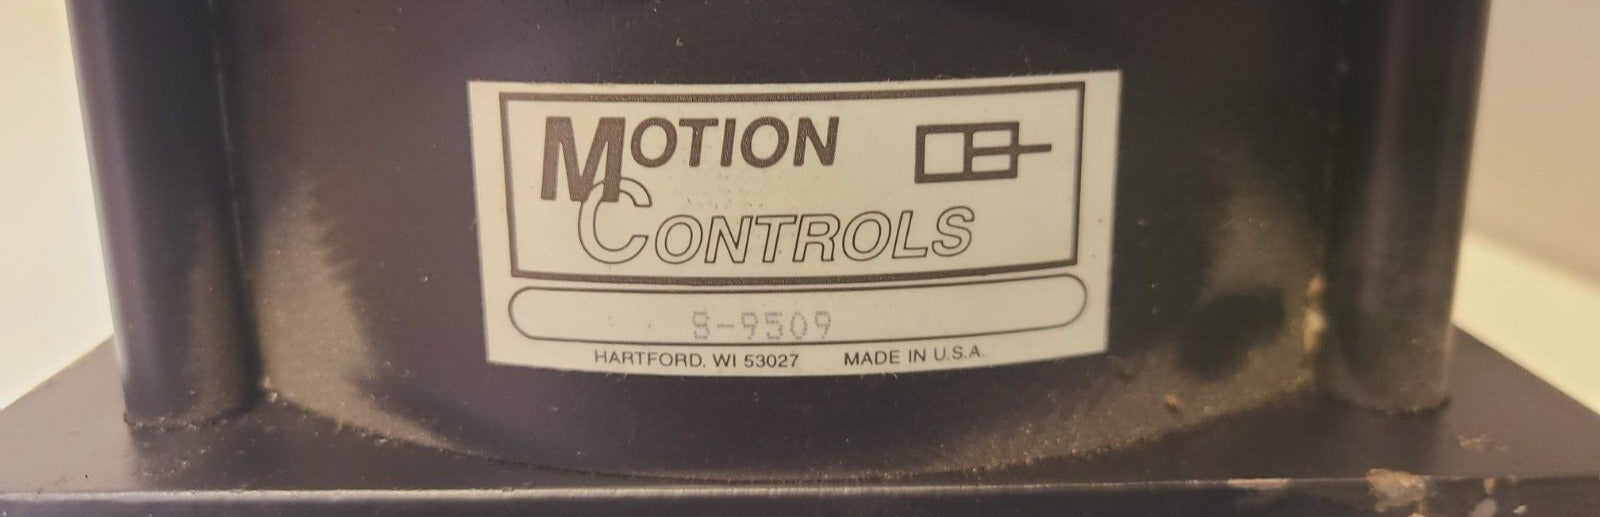 MOTION
CONTROLS
S-9509
HARTFORD, WI 53027 MADE IN U.S.A.